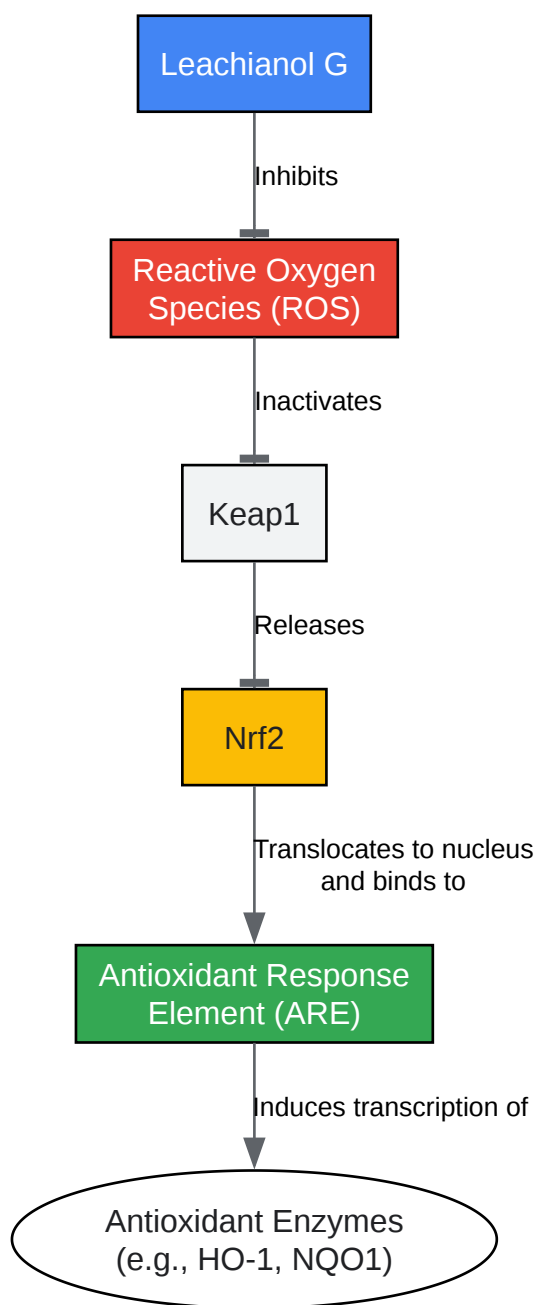 Leachianol G
Inhibits
Reactive Oxygen
Species (ROS)
Inactivates
Keap1
Releases
Nrf2
Translocates to nucleus
and binds to
Antioxidant Response
Element (ARE)
Induces transcription of
Antioxidant Enzymes
(e.g., HO-1, NQO1)